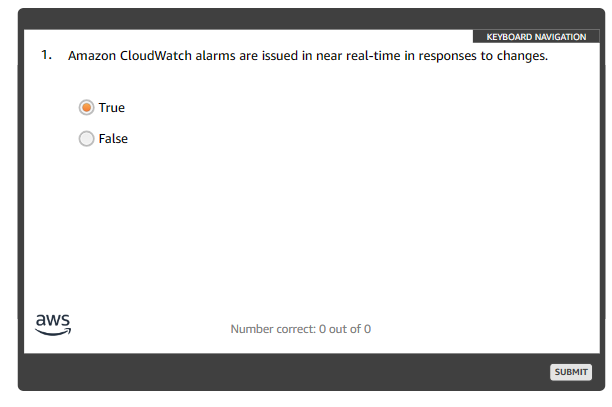 KEYBOARD NAVIGATION
1. Amazon CloudWatch alarms are issued in near real-time in responses to changes.
True
False
aws
Number correct: 0 out of 0
SUBMIT